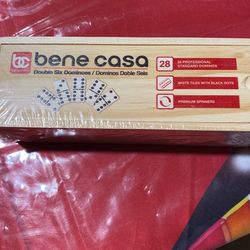 bene casa
Double Six Dominoes / Dominos Doble Seis
28
28 PROFESSIONAL
STANDARD DOMINOS
WHITE TILES WITH BLACK DOTS
PREMIUM SPINNERS